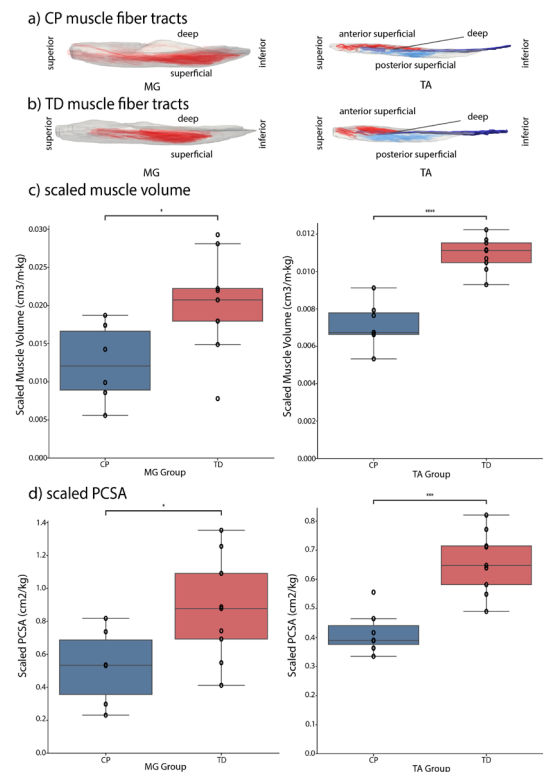 a) CP muscle fiber tracts
superior
deep
superficial
inferior
MG
superior
anterior superficial
deep
posterior superficial
inferior
TA
b) TD muscle fiber tracts
superior
deep
superficial
inferior
MG
superior
anterior superficial
deep
posterior superficial
inferior
TA
c) scaled muscle volume
*
Scaled Muscle Volume (cm3/m·kg)
0.030
0.025
0.020
0.015
0.010
0.005
0.000
CP
TD
MG Group
****
Scaled Muscle Volume (cm3/m·kg)
0.012
0.010
0.008
0.006
0.004
0.002
0.000
CP
TD
TA Group
d) scaled PCSA
*
Scaled PCSA (cm2/kg)
1.4
1.2
1.0
0.8
0.6
0.4
0.2
0.0
CP
TD
MG Group
***
Scaled PCSA (cm2/kg)
0.8
0.7
0.6
0.5
0.4
0.3
0.2
0.1
0.0
CP
TD
TA Group